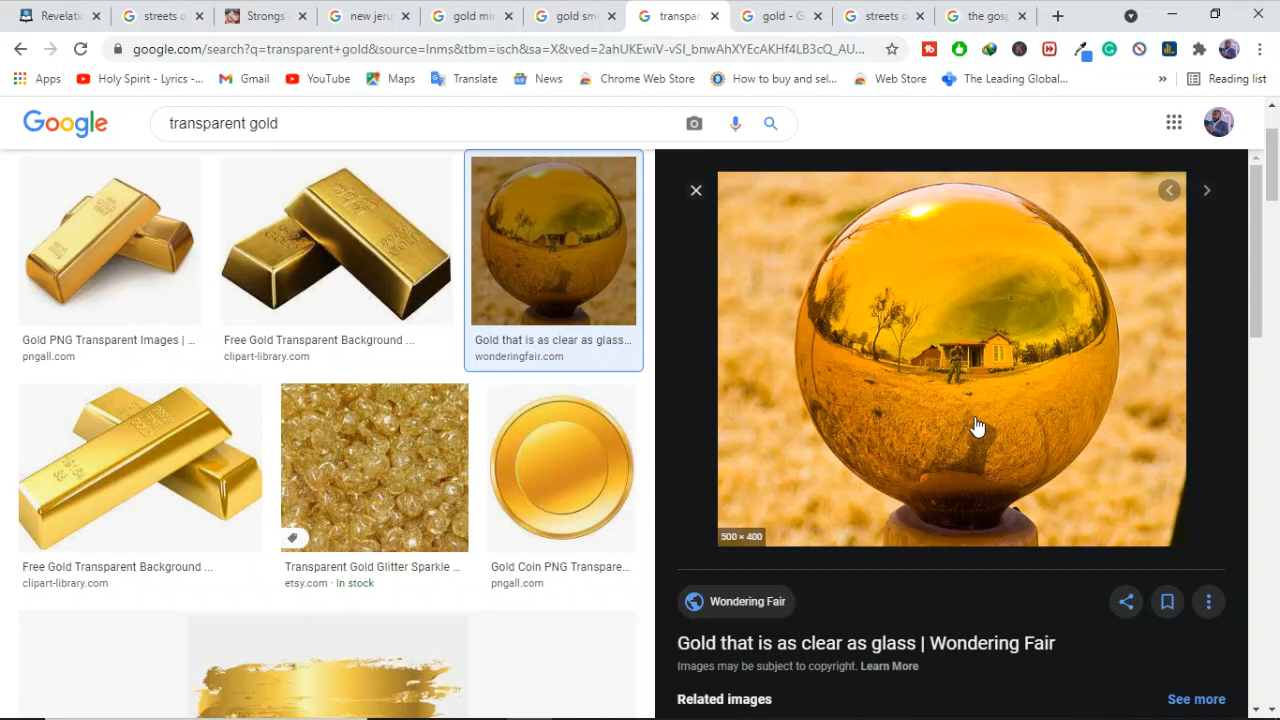 Revelati
streets c
Strongs'
new jeru
gold mir
gold sme
transpar
gold - G
streets c
the gosp
google.com/search?q=transparent+gold&source=lnms&tbm=isch&sa=X&ved=2ahUKEwiV-vSI_bnwAhXYEcAKHf4LB3cQ_AU...
Apps
Holy Spirit - Lyrics -...
Gmail
YouTube
Maps
Translate
News
Chrome Web Store
How to buy and sel...
Web Store
The Leading Global...
»
Reading list
Google
transparent gold
Gold PNG Transparent Images | ...
pngall.com
Free Gold Transparent Background ...
clipart-library.com
Gold that is as clear as glass...
wonderingfair.com
Free Gold Transparent Background ...
clipart-library.com
Transparent Gold Glitter Sparkle ...
etsy.com · In stock
Gold Coin PNG Transpare...
pngall.com
500 × 400
Wondering Fair
Gold that is as clear as glass | Wondering Fair
Images may be subject to copyright. Learn More
Related images
See more